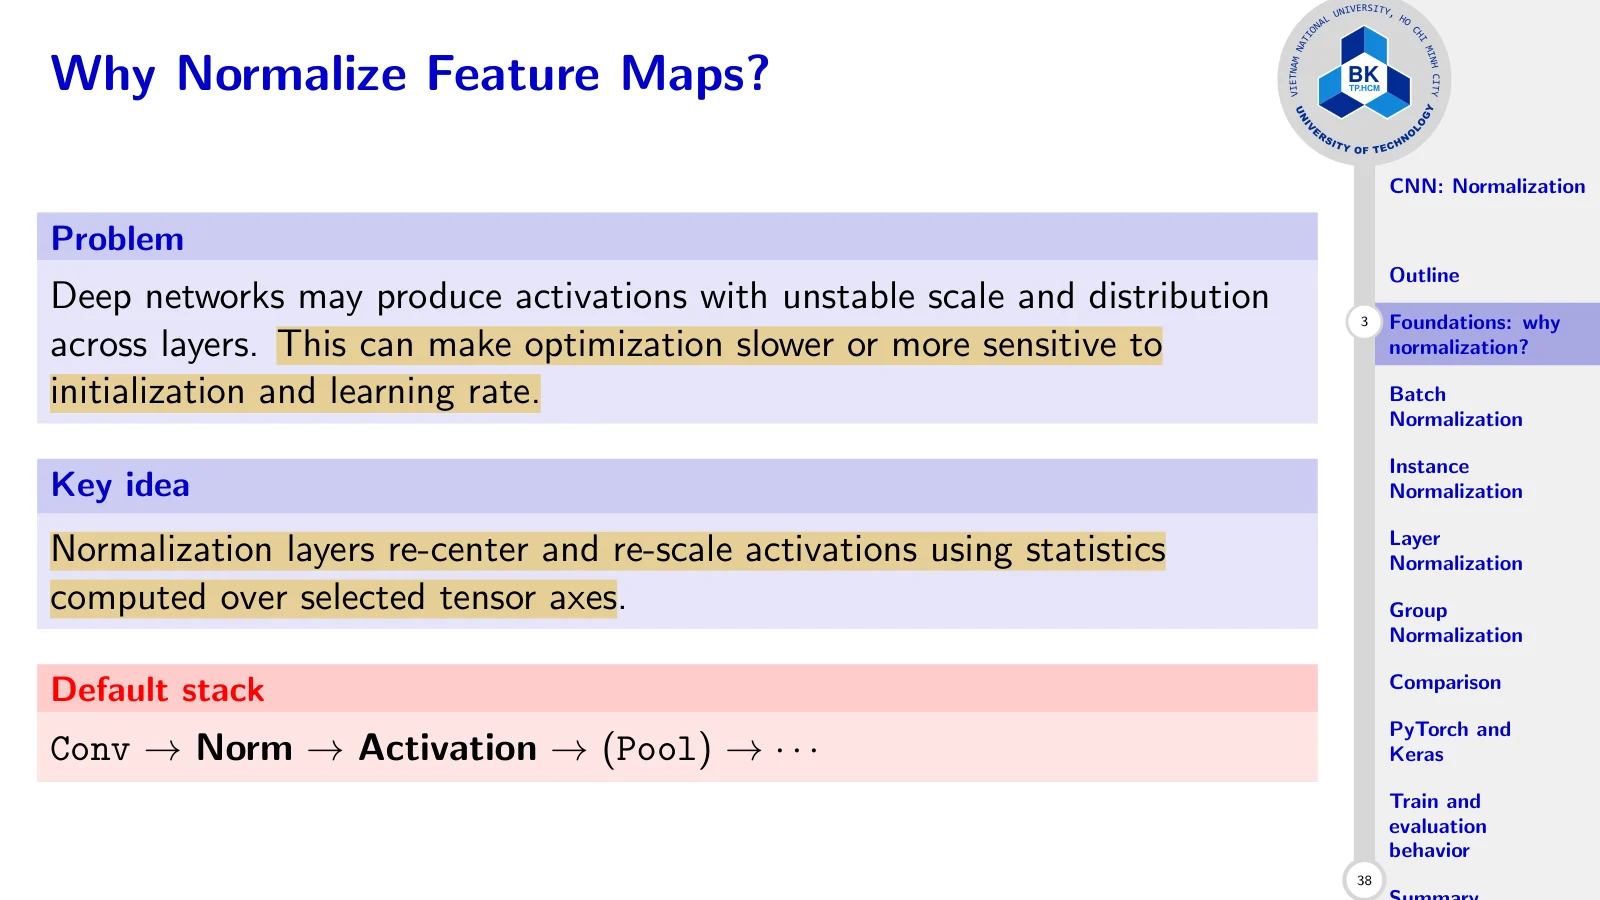 Why Normalize Feature Maps?
VIETNAM NATIONAL UNIVERSITY, HO CHI MINH CITY
BK
TP.HCM
UNIVERSITY OF TECHNOLOGY
Problem
Deep networks may produce activations with unstable scale and distribution
across layers. This can make optimization slower or more sensitive to
initialization and learning rate.
Key idea
Normalization layers re-center and re-scale activations using statistics
computed over selected tensor axes.
Default stack
Conv → Norm → Activation → (Pool) → ···
CNN: Normalization
Outline
3
Foundations: why
normalization?
Batch
Normalization
Instance
Normalization
Layer
Normalization
Group
Normalization
Comparison
PyTorch and
Keras
Train and
evaluation
behavior
38
Summary